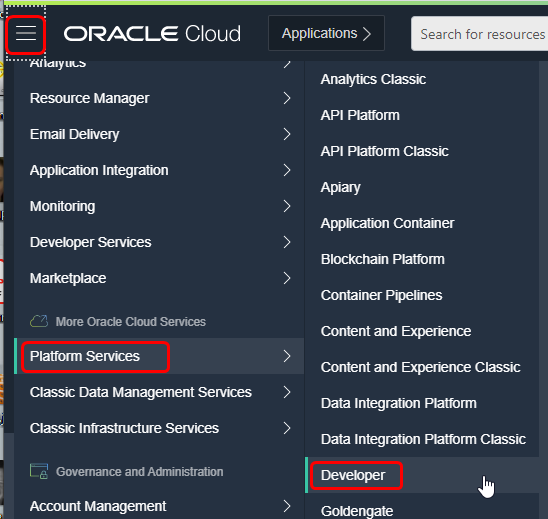 ORACLE Cloud
Applications
Search for resources
Analytics
Resource Manager
Email Delivery
Application Integration
Monitoring
Developer Services
Marketplace
More Oracle Cloud Services
Platform Services
Classic Data Management Services
Classic Infrastructure Services
Governance and Administration
Account Management
Analytics Classic
API Platform
API Platform Classic
Apiary
Application Container
Blockchain Platform
Container Pipelines
Content and Experience
Content and Experience Classic
Data Integration Platform
Data Integration Platform Classic
Developer
Goldengate